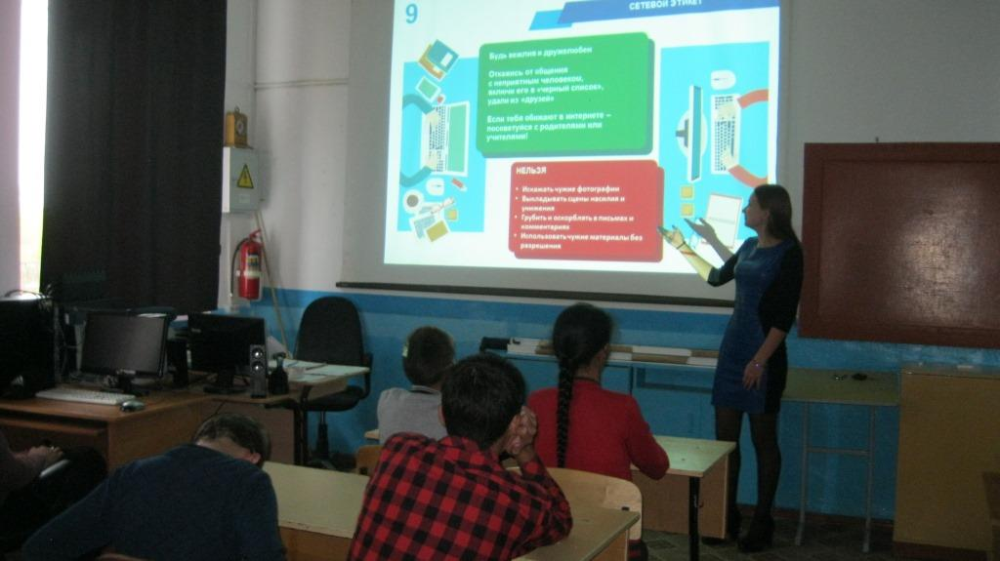 9
СЕТЕВОЙ ЭТИКЕТ
Будь вежлив и дружелюбен
Откажись от общения
с неприятным человеком,
включи его в «черный список»,
удали из «друзей»
Если тебя обижают в интернете –
посоветуйся с родителями или
учителями!
НЕЛЬЗЯ
• Искажать чужие фотографии
• Выкладывать сцены насилия и
унижения
• Грубить и оскорблять в письмах и
комментариях
• Использовать чужие материалы без
разрешения